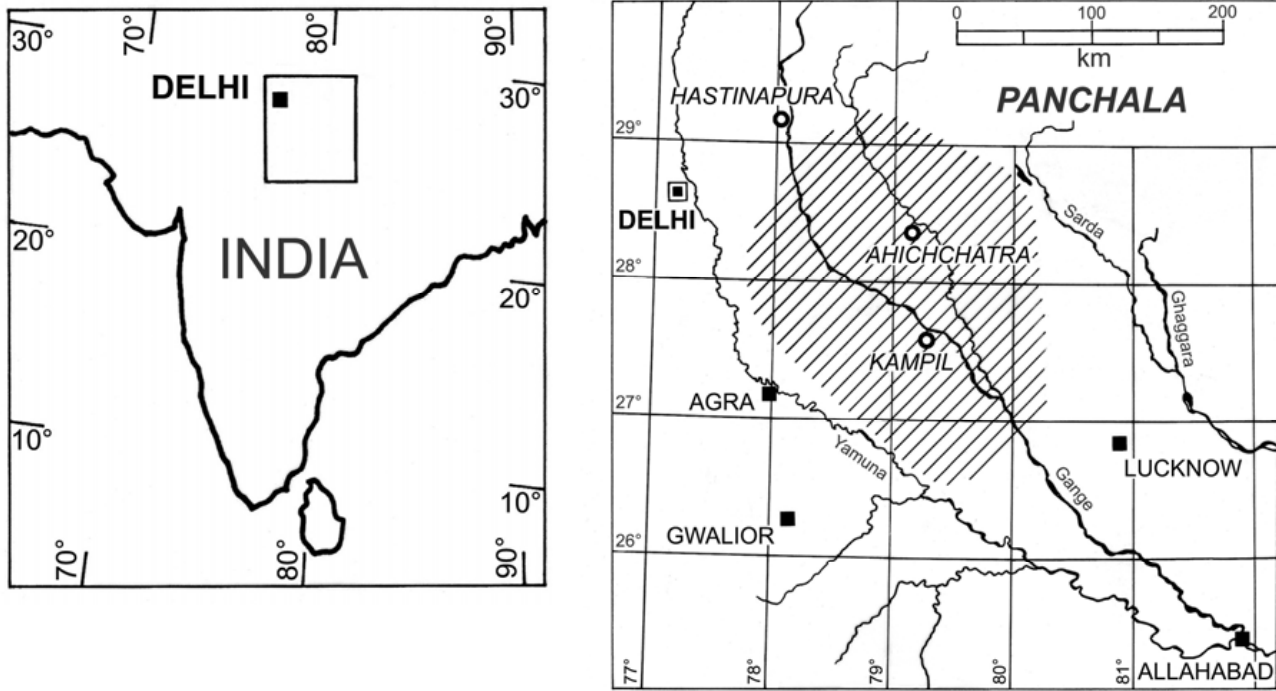 30°
70°
80°
90°
DELHI
30°
20°
INDIA
20°
10°
10°
70°
80°
90°
0
100
200
km
HASTINAPURA
PANCHALA
29°
DELHI
Sarda
AHICHCHATRA
28°
Ghaggara
KAMPIL
AGRA
27°
Yamuna
LUCKNOW
Gange
GWALIOR
26°
77°
78°
79°
80°
81°
ALLAHABAD